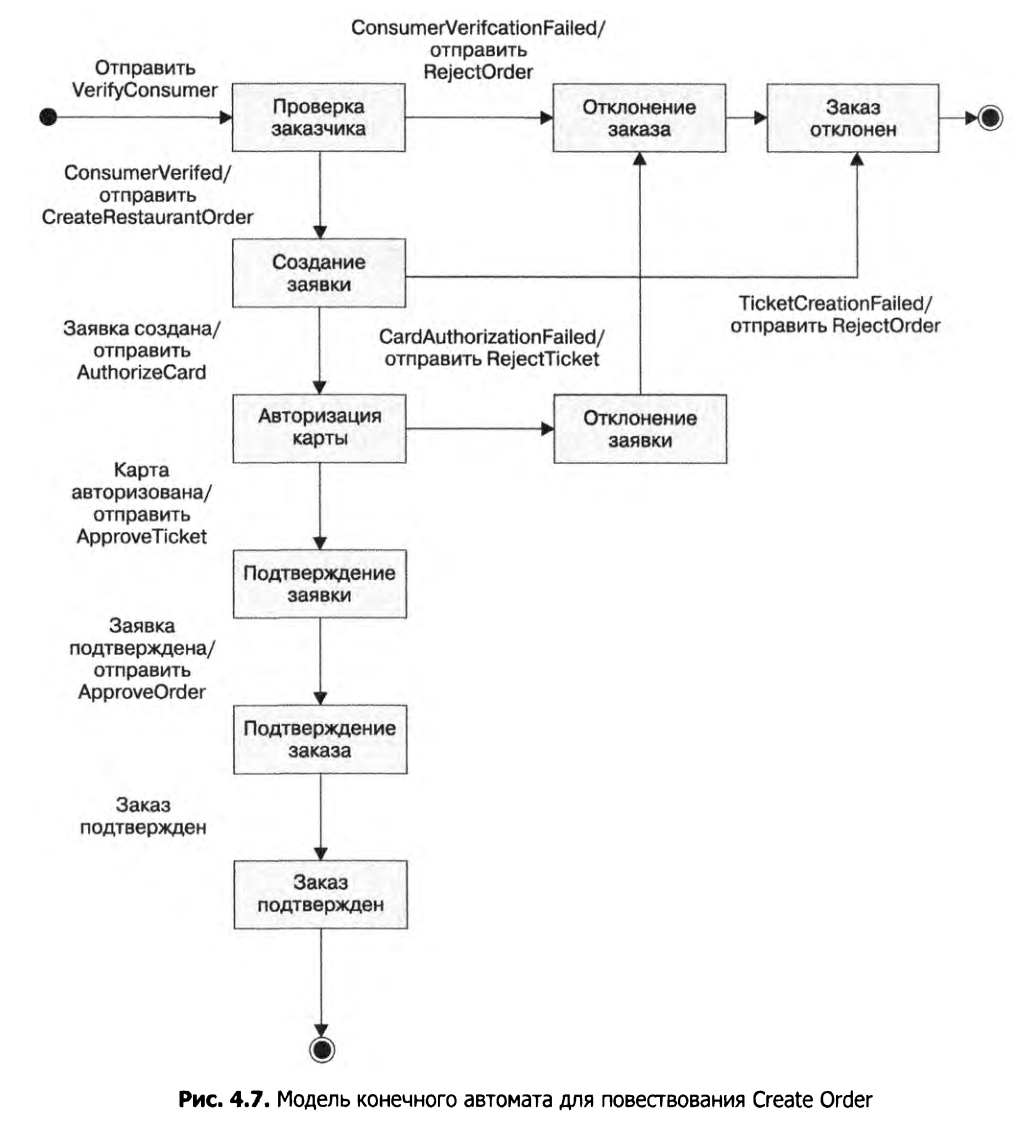 ConsumerVerifcationFailed/
отправить
RejectOrder
Отправить
VerifyConsumer
Проверка
заказчика
Отклонение
заказа
Заказ
отклонен
ConsumerVerifed/
отправить
CreateRestaurantOrder
Создание
заявки
TicketCreationFailed/
отправить RejectOrder
Заявка создана/
отправить
AuthorizeCard
CardAuthorizationFailed/
отправить RejectTicket
Авторизация
карты
Отклонение
заявки
Карта
авторизована/
отправить
ApproveTicket
Подтверждение
заявки
Заявка
подтверждена/
отправить
ApproveOrder
Подтверждение
заказа
Заказ
подтвержден
Заказ
подтвержден
Рис. 4.7. Модель конечного автомата для повествования Create Order